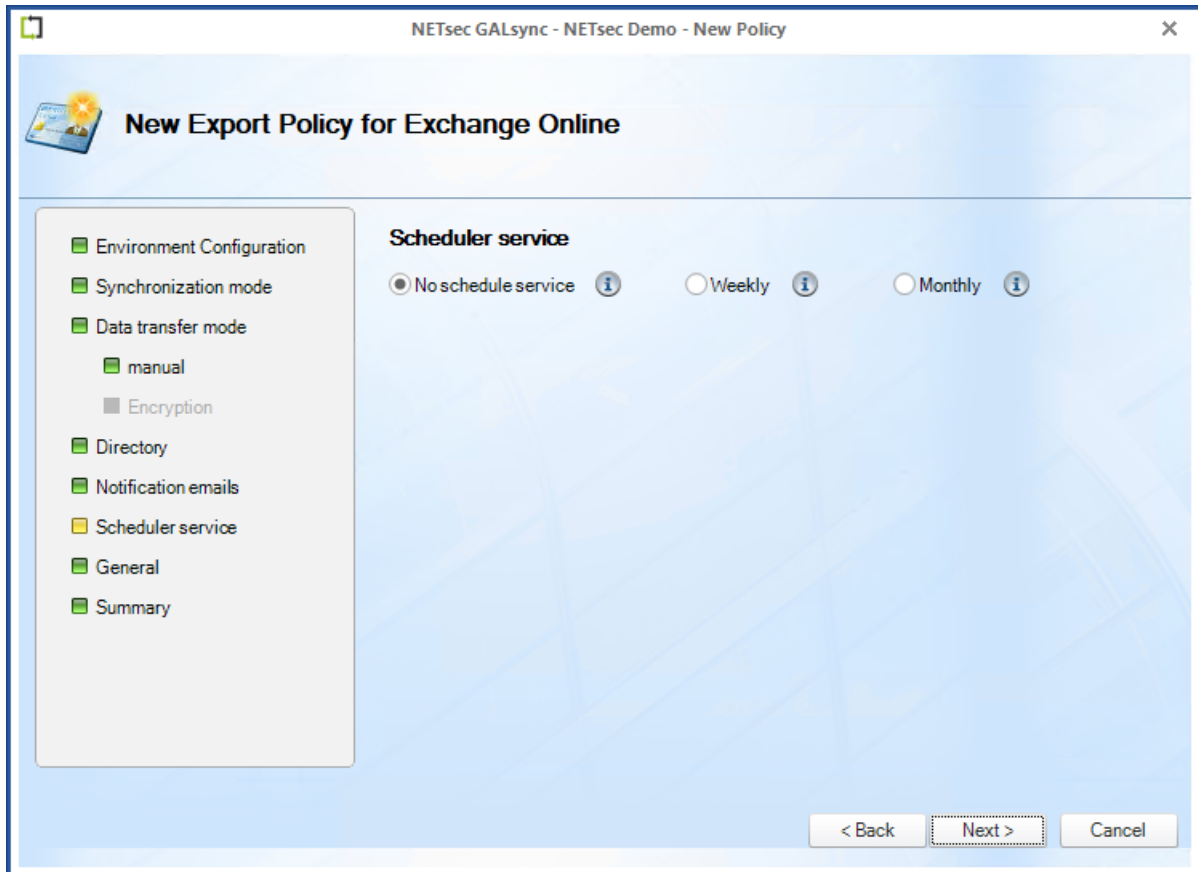 NETsec GALsync - NETsec Demo - New Policy
New Export Policy for Exchange Online
Environment Configuration
Synchronization mode
Data transfer mode
manual
Encryption
Directory
Notification emails
Scheduler service
General
Summary
Scheduler service
No schedule service Weekly Monthly
< Back Next > Cancel